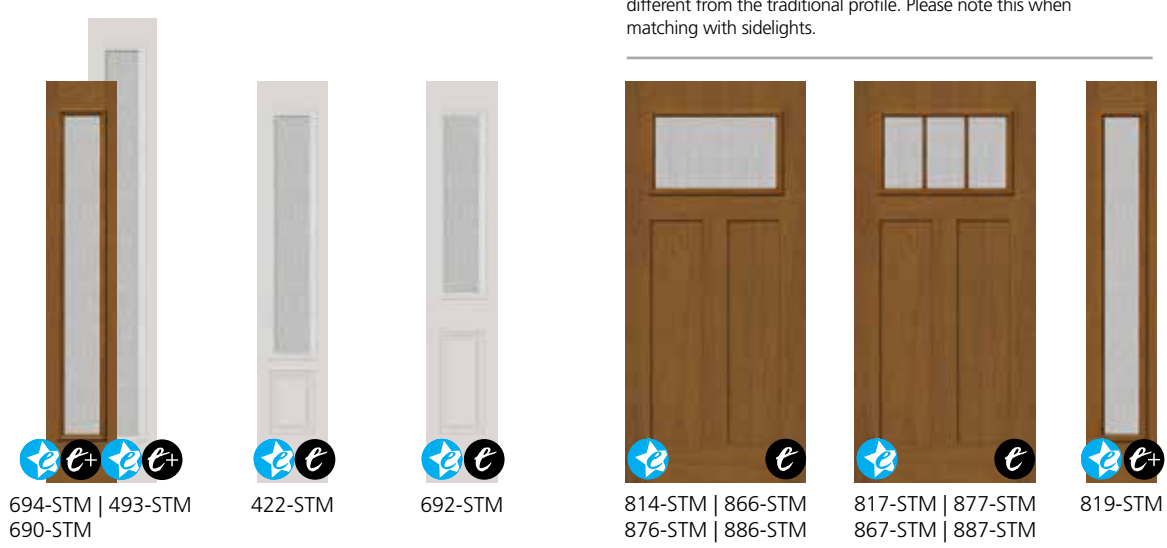 different from the traditional profile. Please note this when
matching with sidelights.
e e+ e e+
e e
e e
e e
e e
e e+
694-STM | 493-STM
690-STM
422-STM
692-STM
814-STM | 866-STM
876-STM | 886-STM
817-STM | 877-STM
867-STM | 887-STM
819-STM